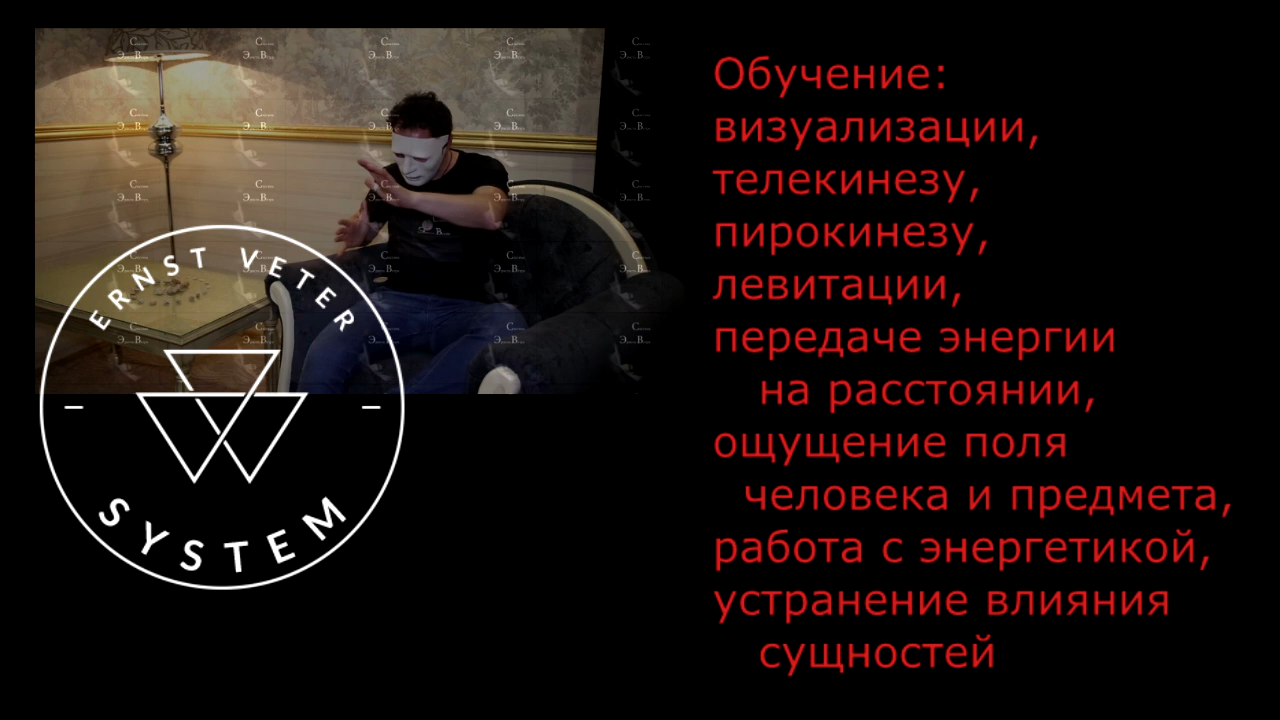 Обучение:
визуализации,
телекинезу,
пирокинезу,
левитации,
передаче энергии
на расстоянии,
ощущение поля
человека и предмета,
работа с энергетикой,
устранение влияния
сущностей
ERNST VETER
SYSTEM